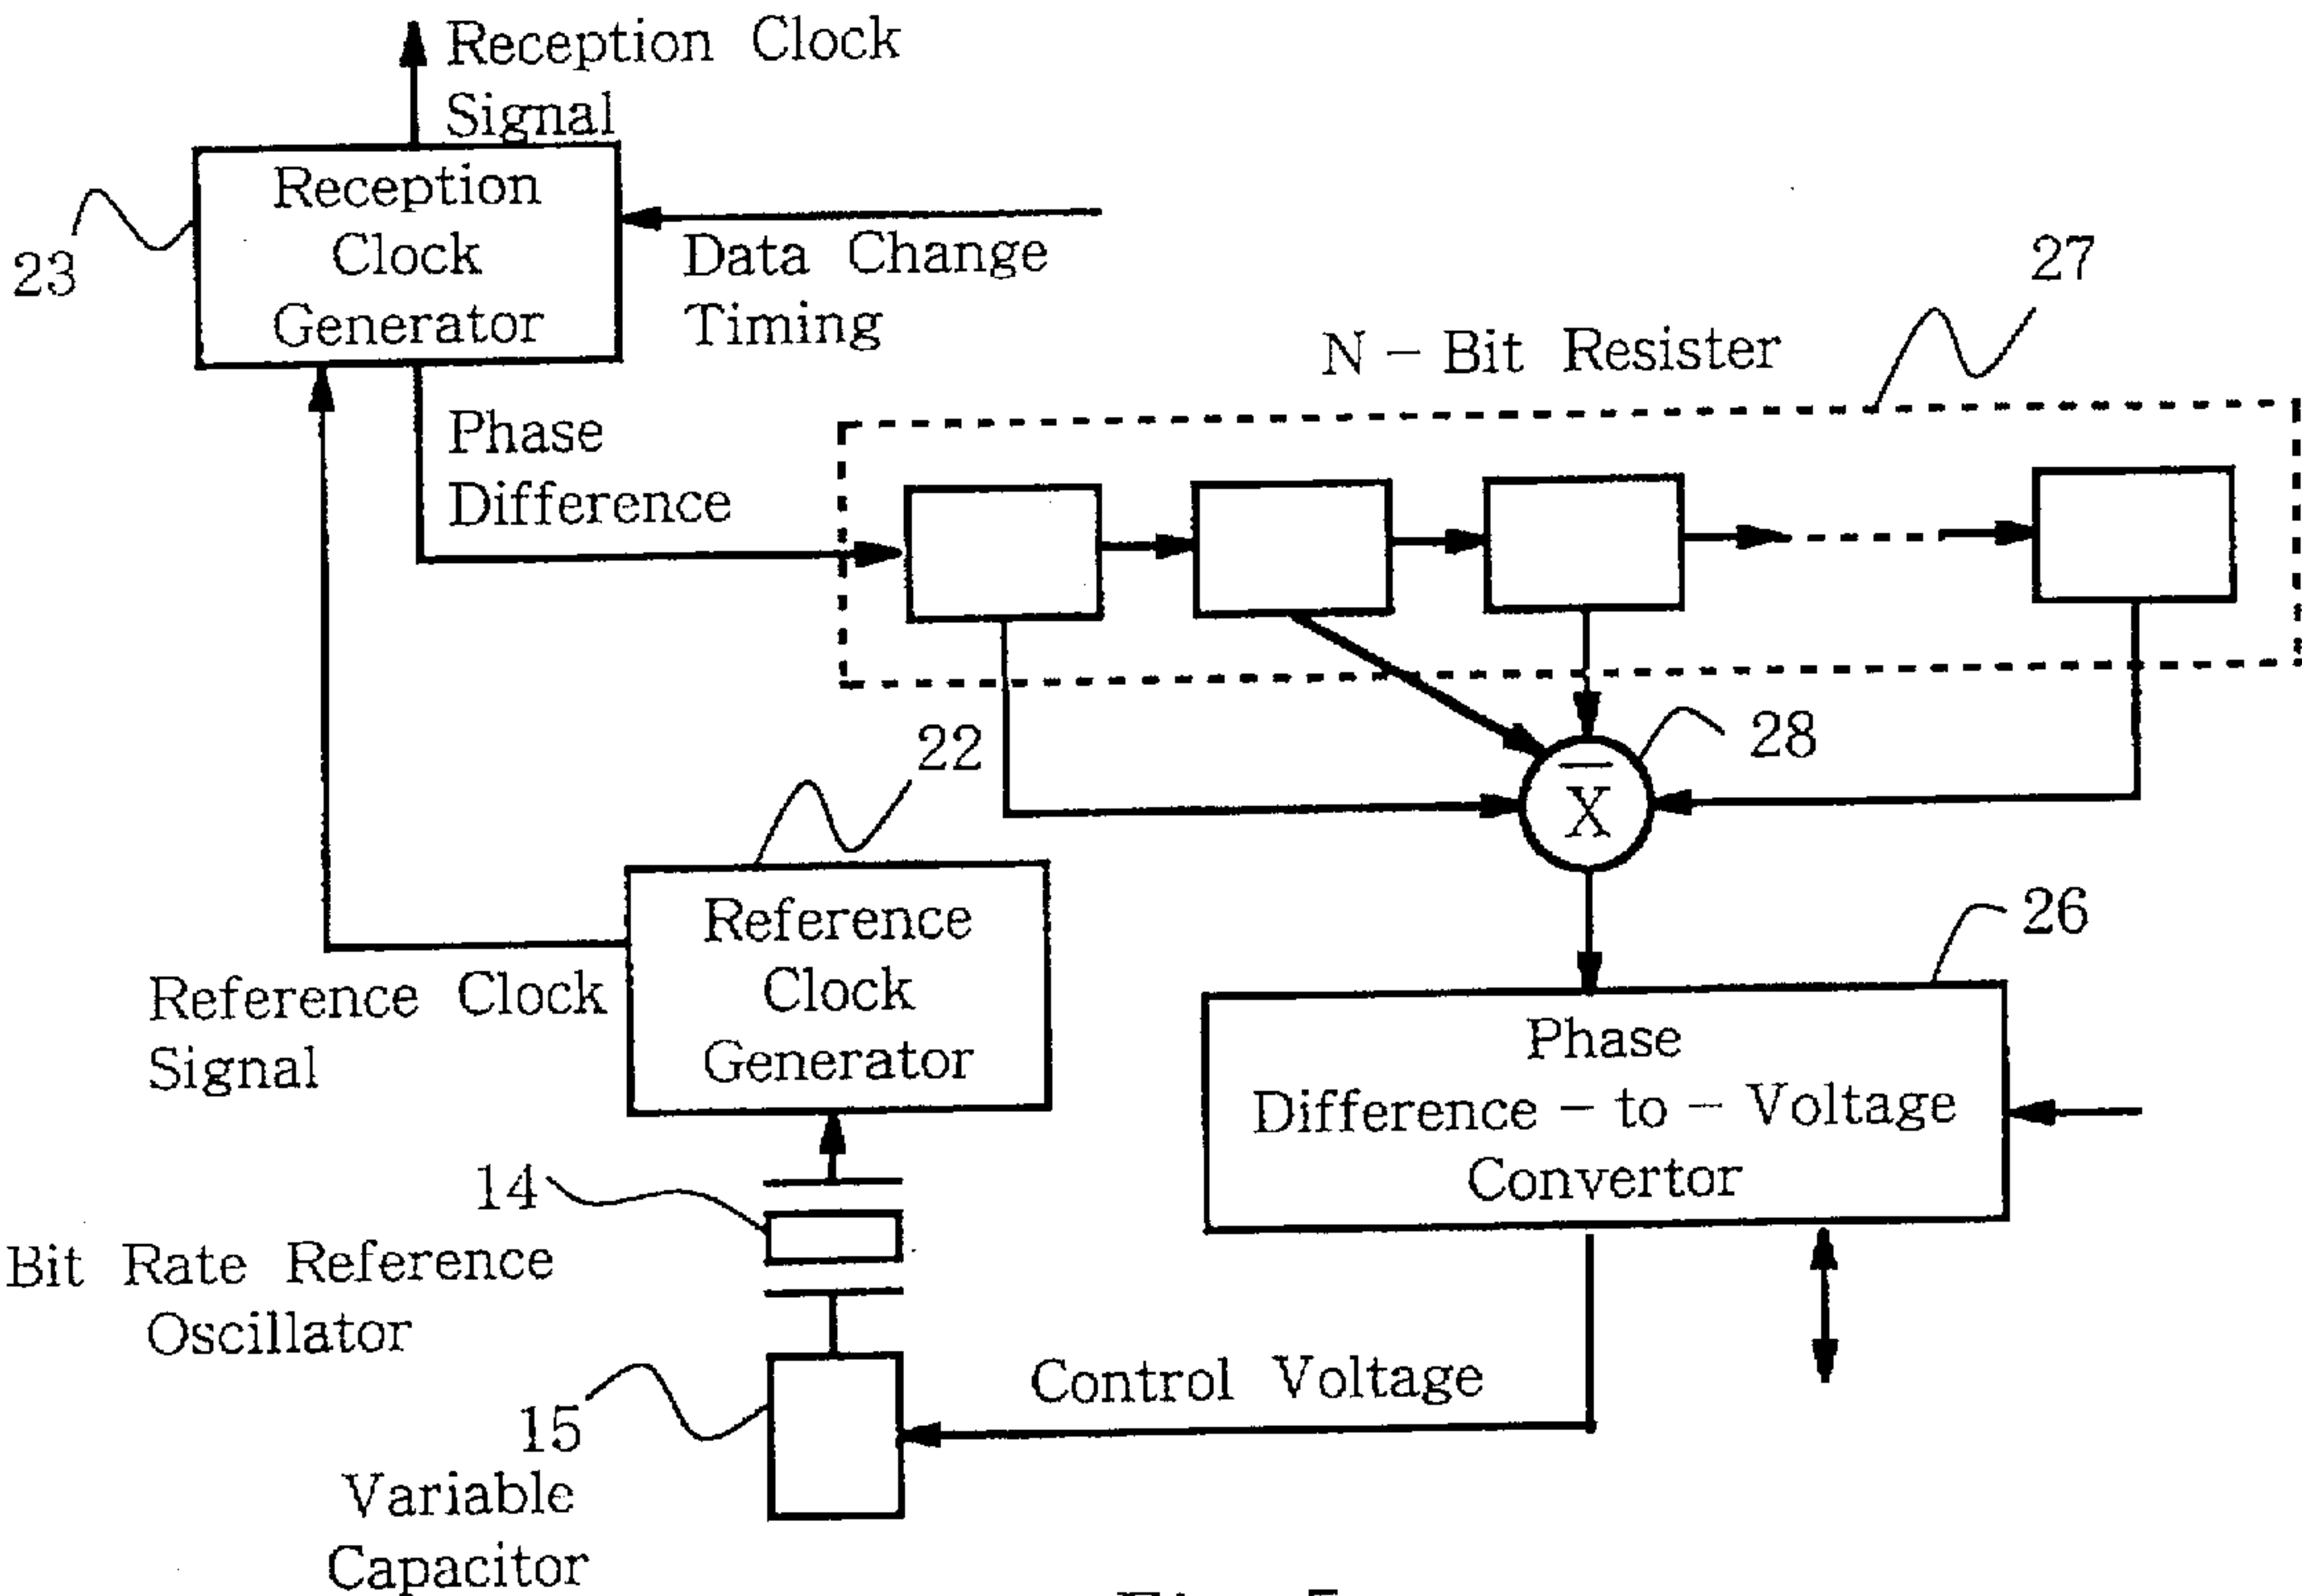 Reception Clock
Signal
Reception
Clock
Generator
23
Data Change
Timing
27
N - Bit Resister
Phase
Difference
22
28
X̄
Reference
Clock
Generator
26
Reference Clock
Signal
Phase
Difference - to - Voltage
Convertor
14
Bit Rate Reference
Oscillator
Control Voltage
15
Variable
Capacitor